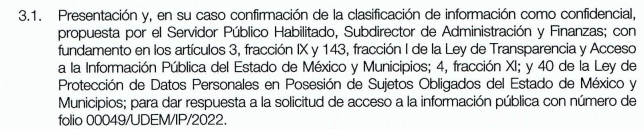 3.1. Presentación y, en su caso confirmación de la clasificación de información como confidencial,
propuesta por el Servidor Público Habilitado, Subdirector de Administración y Finanzas; con
fundamento en los artículos 3, fracción IX y 143, fracción I de la Ley de Transparencia y Acceso
a la Información Pública del Estado de México y Municipios; 4, fracción XI; y 40 de la Ley de
Protección de Datos Personales en Posesión de Sujetos Obligados del Estado de México y
Municipios; para dar respuesta a la solicitud de acceso a la información pública con número de
folio 00049/UDEM/IP/2022.